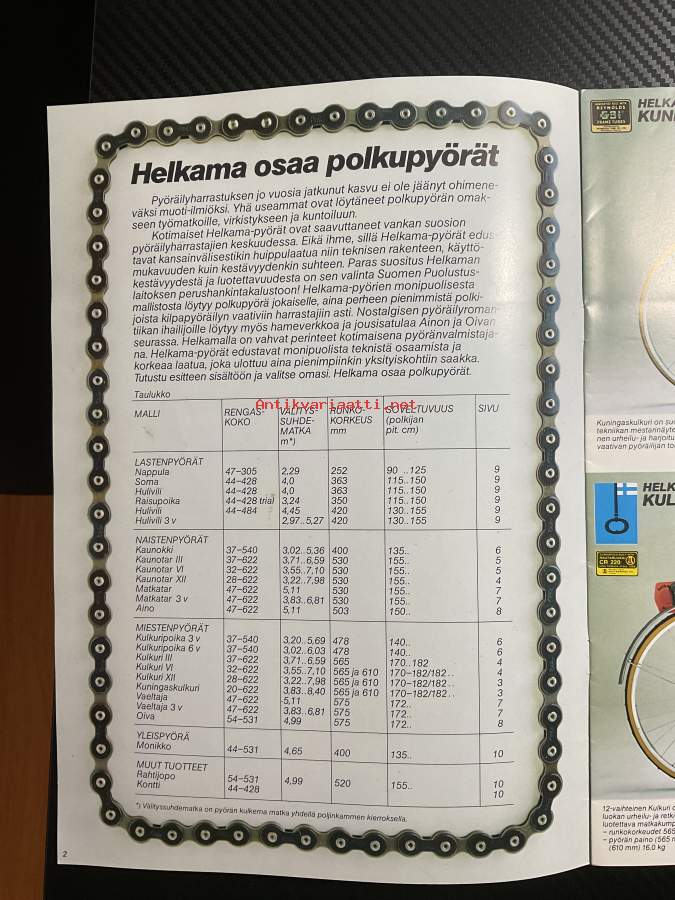 Helkama osaa polkupyörät
Pyöräilyharrastuksen jo vuosia jatkunut kasvu ei ole jäänyt ohimene-
väksi muoti-ilmiöksi. Yhä useammat ovat löytäneet polkupyörän omak-
seen työmatkoille, virkistykseen ja kuntoiluun.
Kotimaiset Helkama-pyörät ovat saavuttaneet vankan suosion
pyöräilyharrastajien keskuudessa. Eikä ihme, sillä Helkama-pyörät edus-
tavat kansainvälisestikin huippulaatua niin teknisen rakenteen, käyttö-
mukavuuden kuin kestävyydenkin suhteen. Paras suositus Helkaman
kestävyydestä ja luotettavuudesta on sen valinta Suomen Puolustus-
laitoksen perushankintakalustoon! Helkama-pyörien monipuolisesta
mallistosta löytyy polkupyörä jokaiselle, aina perheen pienimmistä polki-
joista kilpapyöräilyn vaativiin harrastajiin asti. Nostalgisen pyöräilyroman-
tiikan ihailijoille löytyy myös hameverkkoa ja jousisatulaa Ainon ja Oivan
seurassa. Helkamalla on vahvat perinteet kotimaisena pyöränvalmistaja-
na. Helkama-pyörät edustavat monipuolista teknistä osaamista ja
korkeaa laatua, joka ulottuu aina pienimpiinkin yksityiskohtiin saakka.
Tutustu esitteen sisältöön ja valitse omasi. Helkama osaa polkupyörät.
Taulukko
Antikvariaatti.net
MALLI RENGAS- VÄLITYS- RUNKO- SOVELTUVUUS SIVU
KOKO SUHDE- KORKEUS (polkijan
MATKA mm pit. cm)
m*)
LASTENPYÖRÄT
Nappula 47–305 2,29 252 90 ..125 9
Soma 44–428 4,0 363 115..150 9
Hulivili 44–428 4,0 363 115..150 9
Raisupoika 44–428 trial 3,24 350 115..150 9
Hulivili 44–484 4,45 420 130..155 9
Hulivili 3 v 2,97..5,27 420 130..155 9
NAISTENPYÖRÄT
Kaunokki 37–540 3,02..5,36 400 135.. 6
Kaunotar III 37–622 3,71..6,59 530 155.. 5
Kaunotar VI 32–622 3,55..7,10 530 155.. 5
Kaunotar XII 28–622 3,22..7,98 530 155.. 4
Matkatar 47–622 5,11 530 155.. 7
Matkatar 3 v 47–622 3,83..6,81 530 155.. 7
Aino 47–622 5,11 503 150.. 8
MIESTENPYÖRÄT
Kulkuripoika 3 v 37–540 3,20..5,69 478 140.. 6
Kulkuripoika 6 v 37–540 3,02..6,03 478 140.. 6
Kulkuri III 37–622 3,71..6,59 565 170..182 4
Kulkuri VI 32–622 3,55..7,10 565 ja 610 170–182/182.. 4
Kulkuri XII 28–622 3,22..7,98 565 ja 610 170–182/182.. 3
Kuningaskulkuri 20–622 3,83..8,40 565 ja 610 170–182/182.. 3
Vaeltaja 47–622 5,11 575 172.. 7
Vaeltaja 3 v 47–622 3,83..6,81 575 172.. 7
Oiva 54–531 4,99 575 172.. 8
YLEISPYÖRÄ
Monikko 44–531 4,65 400 135.. 10
MUUT TUOTTEET
Rahtijopo 54–531 4,99 520 155.. 10
Kontti 44–428 10
*) Välityssuhdematka on pyörän kulkema matka yhdellä poljinkammen kierroksella.
2
REYNOLDS
531
FRAME TUBES
HELKA
KUNI
Kuningaskulkuri on suo
tekniikan mestarinnäyte
nen urheilu- ja harjoitu
vaativan pyöräilijän to
HELK
KUL
CR 220
12-vaihteinen Kulkuri o
luokan urheilu- ja retki
luotettava matkakump
– runkokorkeudet 565
– pyörän paino (565 m
(610 mm) 16,0 kg